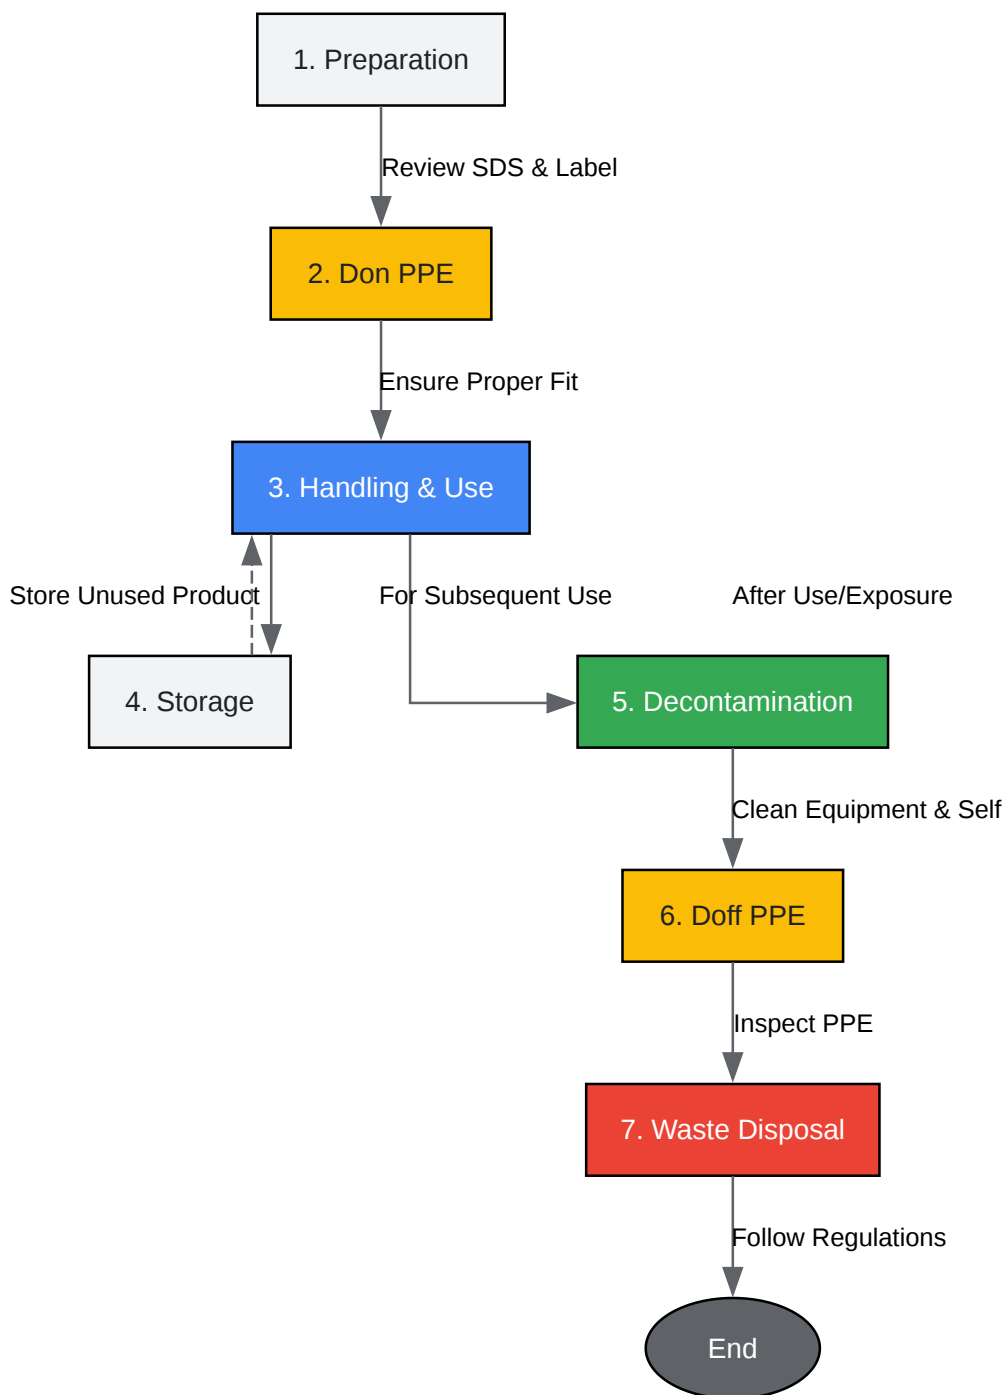 1. Preparation
Review SDS & Label
2. Don PPE
Ensure Proper Fit
3. Handling & Use
Store Unused Product
For Subsequent Use
After Use/Exposure
4. Storage
5. Decontamination
Clean Equipment & Self
6. Doff PPE
Inspect PPE
7. Waste Disposal
Follow Regulations
End